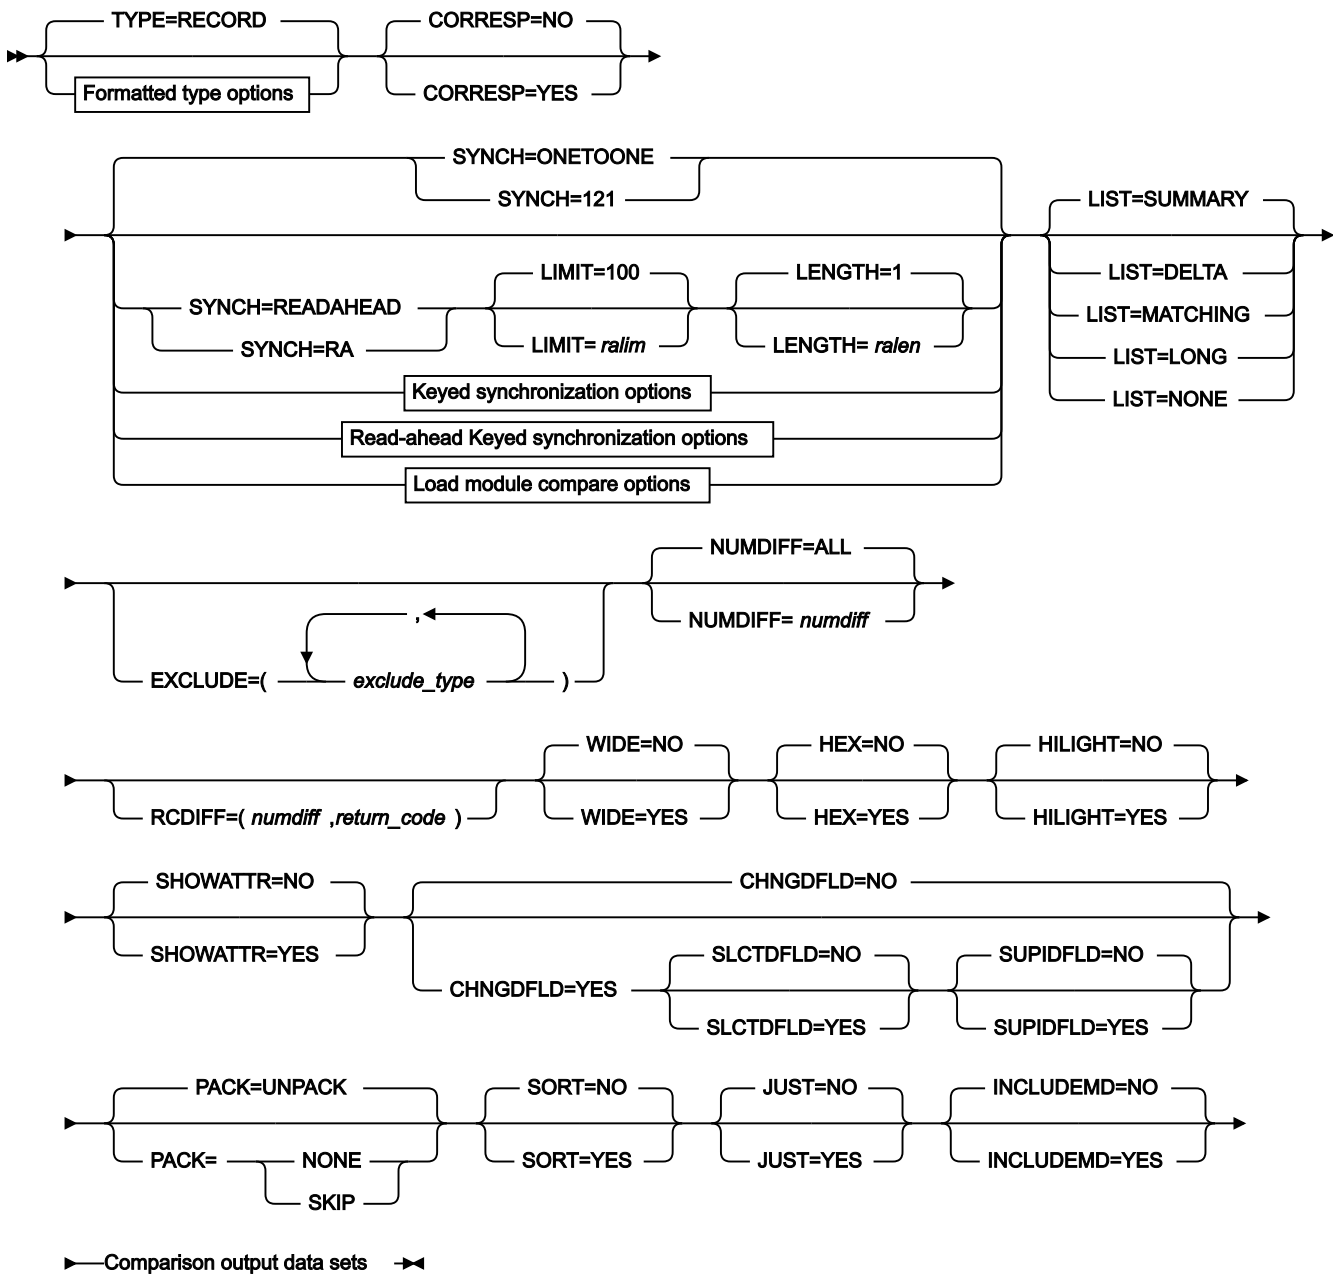 TYPE=RECORD
CORRESP=NO
Formatted type options
CORRESP=YES
SYNCH=ONETOONE
SYNCH=121
LIST=SUMMARY
LIMIT=100
LENGTH=1
LIST=DELTA
SYNCH=READAHEAD
LIST=MATCHING
SYNCH=RA
LIMIT= ralim
LENGTH= ralen
LIST=LONG
Keyed synchronization options
LIST=NONE
Read-ahead Keyed synchronization options
Load module compare options
NUMDIFF=ALL
,
NUMDIFF= numdiff
EXCLUDE=( exclude_type )
WIDE=NO
HEX=NO
HILIGHT=NO
RCDIFF=( numdiff ,return_code )
WIDE=YES
HEX=YES
HILIGHT=YES
SHOWATTR=NO
CHNGDFLD=NO
SHOWATTR=YES
SLCTDFLD=NO
SUPIDFLD=NO
CHNGDFLD=YES
SLCTDFLD=YES
SUPIDFLD=YES
PACK=UNPACK
SORT=NO
JUST=NO
INCLUDEMD=NO
PACK= NONE
SORT=YES
JUST=YES
INCLUDEMD=YES
SKIP
Comparison output data sets